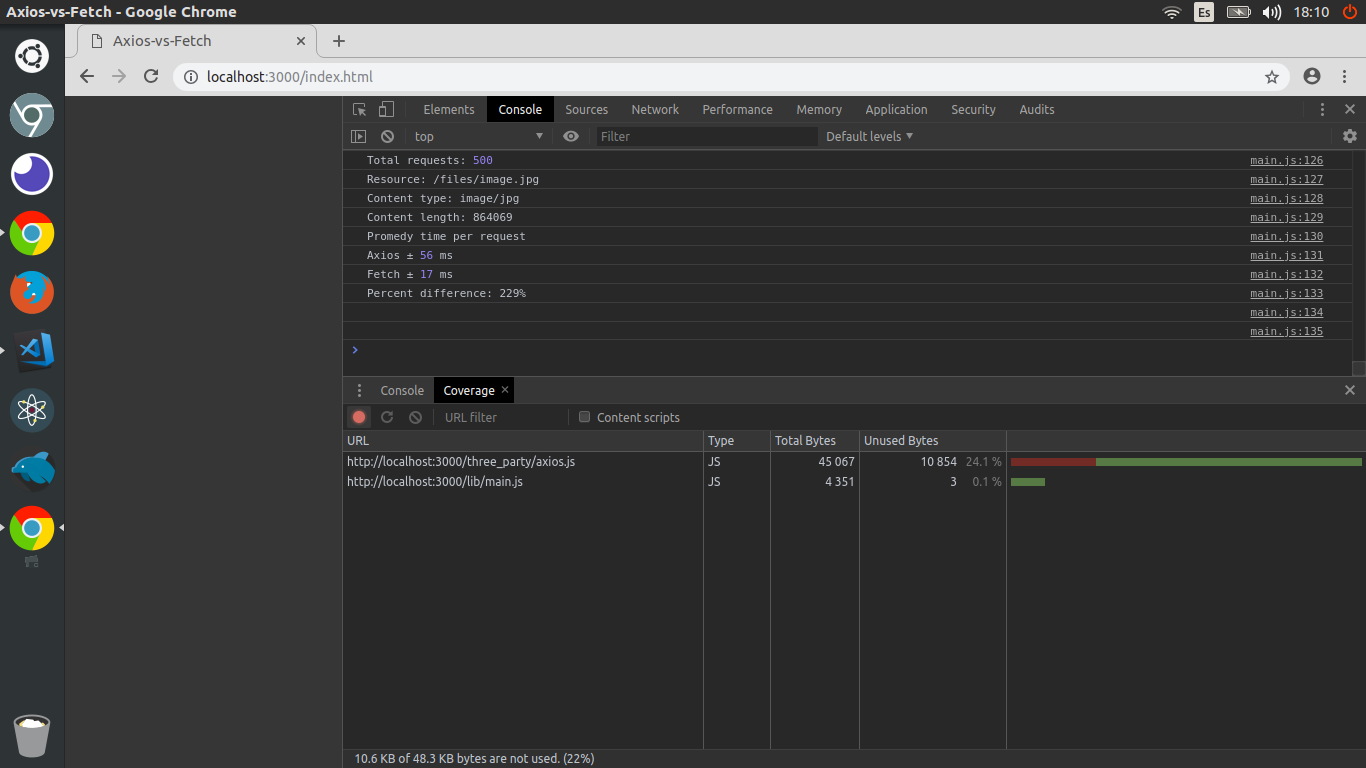 Axios-vs-Fetch - Google Chrome
Es
18:10
Axios-vs-Fetch
localhost:3000/index.html
Elements Console Sources Network Performance Memory Application Security Audits
top Filter Default levels
Total requests: 500 main.js:126
Resource: /files/image.jpg main.js:127
Content type: image/jpg main.js:128
Content length: 864069 main.js:129
Promedy time per request main.js:130
Axios ± 56 ms main.js:131
Fetch ± 17 ms main.js:132
Percent difference: 229% main.js:133
main.js:134
main.js:135
Console Coverage
URL filter Content scripts
URL Type Total Bytes Unused Bytes
http://localhost:3000/three_party/axios.js JS 45 067 10 854 24.1 %
http://localhost:3000/lib/main.js JS 4 351 3 0.1 %
10.6 KB of 48.3 KB bytes are not used. (22%)